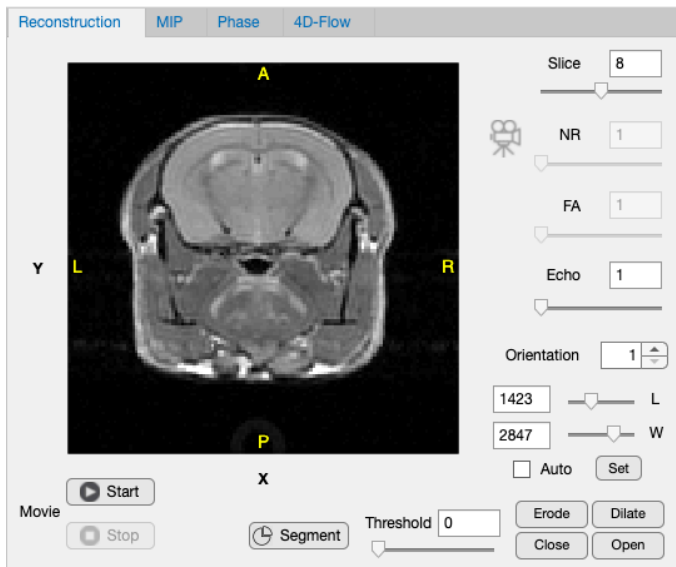 Reconstruction MIP Phase 4D-Flow
Slice 8
A
NR 1
FA 1
Y L R
Echo 1
Orientation 1
1423 L
2847 W
P
Auto Set
X
Movie
Start
Stop
Segment
Threshold 0
Erode Dilate
Close Open